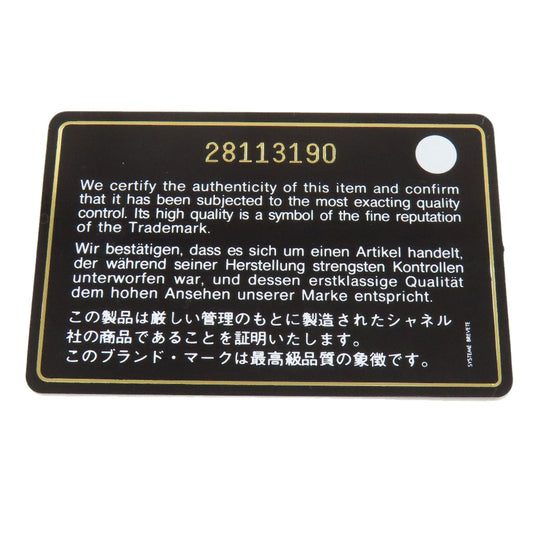 28113190
We certify the authenticity of this item and confirm
that it has been subjected to the most exacting quality
control. Its high quality is a symbol of the fine reputation
of the Trademark.
Wir bestätigen, dass es sich um einen Artikel handelt,
der während seiner Herstellung strengsten Kontrollen
unterworfen war, und dessen erstklassige Qualität
dem hohen Ansehen unserer Marke entspricht.
この製品は厳しい管理のもとに製造されたシャネル
社の商品であることを証明いたします。
このブランド・マークは最高級品質の象徴です。
SYSTEME BREVETE